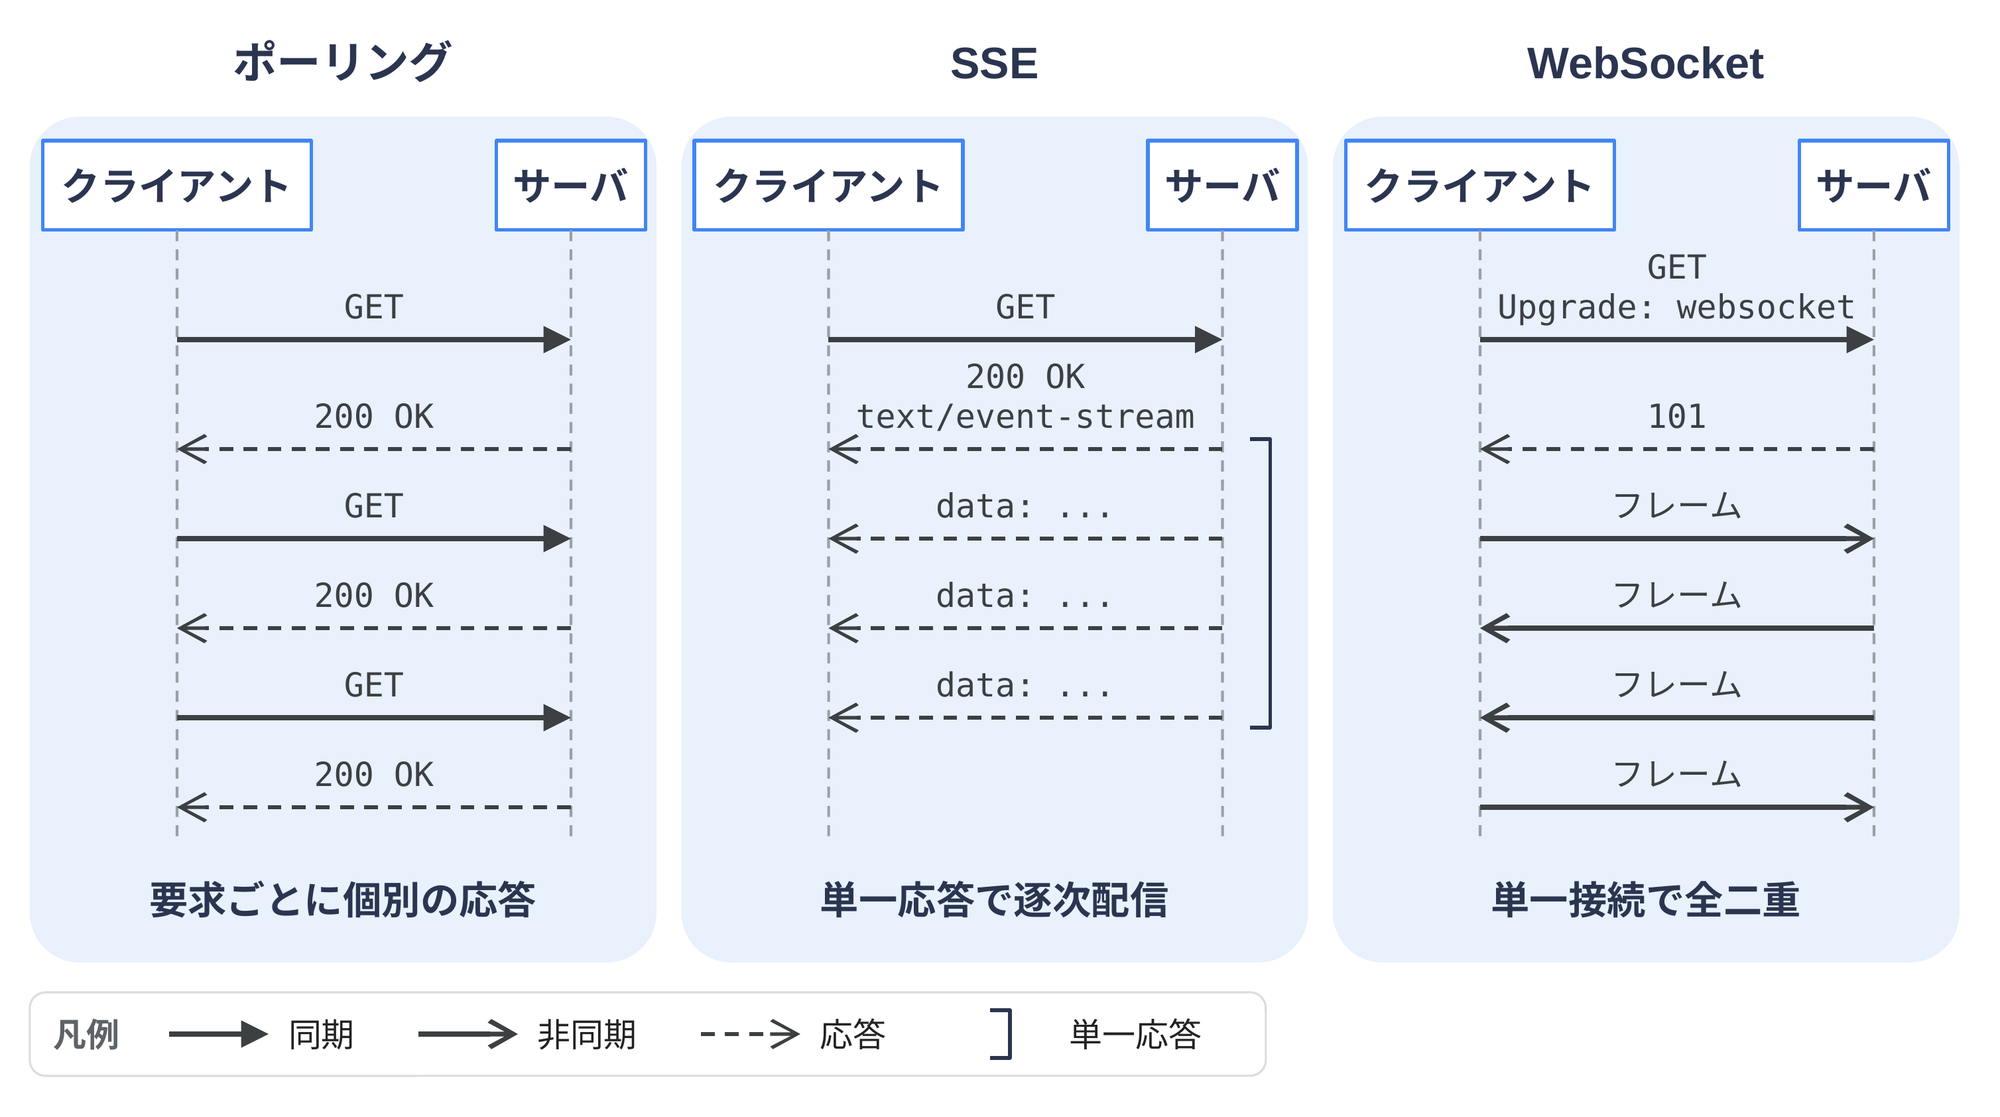 ポーリング
クライアント
サーバ
GET
200 OK
GET
200 OK
GET
200 OK
要求ごとに個別の応答
SSE
クライアント
サーバ
GET
200 OK
text/event-stream
data: ...
data: ...
data: ...
単一応答で逐次配信
WebSocket
クライアント
サーバ
GET
Upgrade: websocket
101
フレーム
フレーム
フレーム
フレーム
単一接続で全二重
凡例 同期 非同期 応答 単一応答